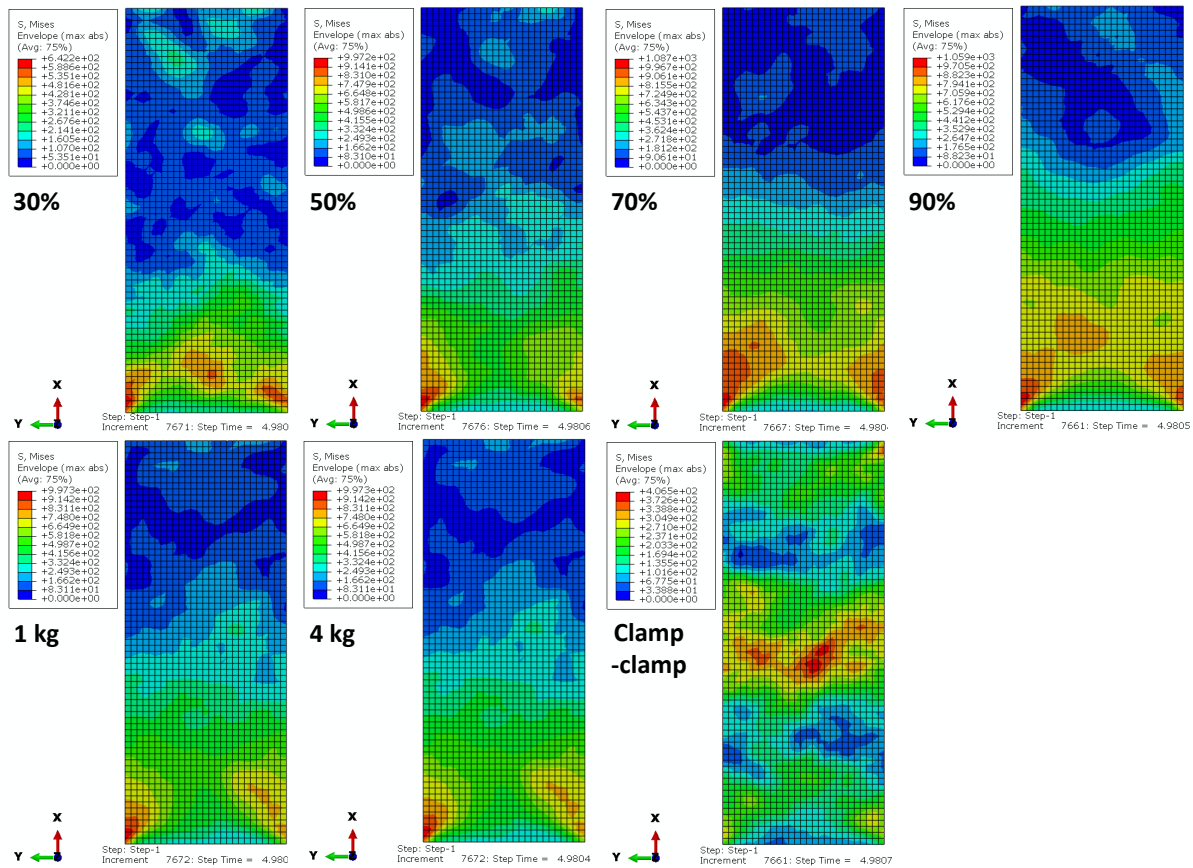 S, Mises
Envelope (max abs)
(Avg: 75%)
+6.422e+02
+5.886e+02
+5.351e+02
+4.816e+02
+4.281e+02
+3.746e+02
+3.211e+02
+2.676e+02
+2.141e+02
+1.605e+02
+1.070e+02
+5.351e+01
+0.000e+00
30%
X
Y
Step: Step-1
Increment 7671: Step Time = 4.980
S, Mises
Envelope (max abs)
(Avg: 75%)
+9.972e+02
+9.141e+02
+8.310e+02
+7.479e+02
+6.648e+02
+5.817e+02
+4.986e+02
+4.155e+02
+3.324e+02
+2.493e+02
+1.662e+02
+8.310e+01
+0.000e+00
50%
X
Y
Step: Step-1
Increment 7676: Step Time = 4.9806
S, Mises
Envelope (max abs)
(Avg: 75%)
+1.087e+03
+9.967e+02
+9.061e+02
+8.155e+02
+7.249e+02
+6.343e+02
+5.437e+02
+4.531e+02
+3.624e+02
+2.718e+02
+1.812e+02
+9.061e+01
+0.000e+00
70%
X
Y
Step: Step-1
Increment 7667: Step Time = 4.980
S, Mises
Envelope (max abs)
(Avg: 75%)
+1.059e+03
+9.705e+02
+8.823e+02
+7.941e+02
+7.059e+02
+6.176e+02
+5.294e+02
+4.412e+02
+3.529e+02
+2.647e+02
+1.765e+02
+8.823e+01
+0.000e+00
90%
X
Y
Step: Step-1
Increment 7661: Step Time = 4.9805
S, Mises
Envelope (max abs)
(Avg: 75%)
+9.973e+02
+9.142e+02
+8.311e+02
+7.480e+02
+6.649e+02
+5.818e+02
+4.987e+02
+4.156e+02
+3.324e+02
+2.493e+02
+1.662e+02
+8.311e+01
+0.000e+00
1 kg
X
Y
Step: Step-1
Increment 7672: Step Time = 4.980
S, Mises
Envelope (max abs)
(Avg: 75%)
+9.973e+02
+9.142e+02
+8.311e+02
+7.480e+02
+6.649e+02
+5.818e+02
+4.987e+02
+4.156e+02
+3.324e+02
+2.493e+02
+1.662e+02
+8.311e+01
+0.000e+00
4 kg
X
Y
Step: Step-1
Increment 7672: Step Time = 4.9804
S, Mises
Envelope (max abs)
(Avg: 75%)
+4.065e+02
+3.726e+02
+3.388e+02
+3.049e+02
+2.710e+02
+2.371e+02
+2.033e+02
+1.694e+02
+1.355e+02
+1.016e+02
+6.775e+01
+3.388e+01
+0.000e+00
Clamp
-clamp
X
Y
Step: Step-1
Increment 7661: Step Time = 4.9807